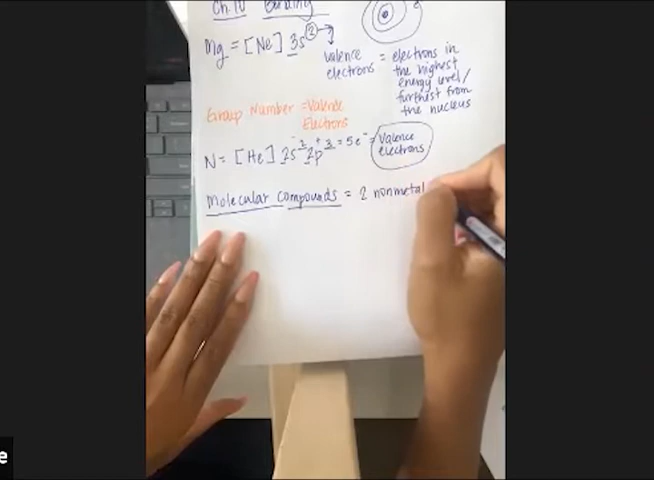 Ch.10 Bonding
Mg = [Ne] 3s²
valence
electrons
= electrons in
the highest
energy level/
furthest from
the nucleus
Group Number = Valence
Electrons
N = [He] 2s² 2p³ = 5e⁻ = Valence
electrons
+
Molecular Compounds = 2 nonmetal
e